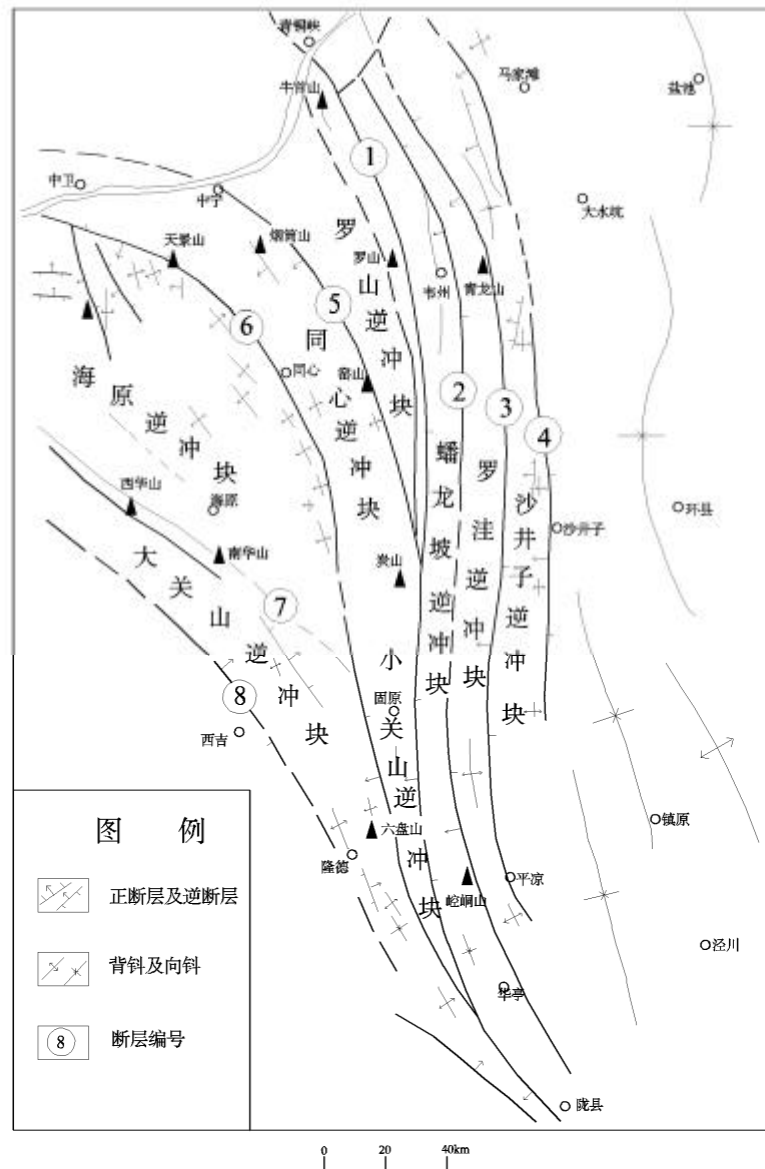 青铜峡
马家滩
盐池
牛首山
①
中卫
中宁
大水坑
天景山
烟筒山
罗山
韦州
青龙山
罗山逆冲块
⑤
⑥
同心
窑山
同心逆冲块
②
③
④
海原逆冲块
西华山
海原
南华山
蟠龙坡逆冲块
罗洼逆冲块
沙井子逆冲块
沙井子
环县
炭山
大关山逆冲块
⑦
⑧
西吉
固原
小关山逆冲块
六盘山
隆德
镇原
平凉
崆峒山
泾川
华亭
陇县
图 例
正断层及逆断层
背斜及向斜
⑧ 断层编号
0 20 40km